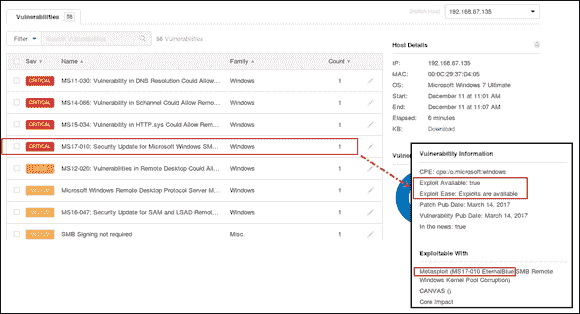 Vulnerabilities 56
192.168.67.135
Filter
Search Vulnerabilities
56 Vulnerabilities
Host Details
Sev Name Family Count
IP: 192.168.67.135
CRITICAL MS11-030: Vulnerability in DNS Resolution Could Allow... Windows 1
MAC: 00:0C:29:37:D4:05
OS: Microsoft Windows 7 Ultimate
CRITICAL MS14-066: Vulnerability in Schannel Could Allow Remo... Windows 1
Start: December 11 at 11:01 AM
End: December 11 at 11:07 AM
CRITICAL MS15-034: Vulnerability in HTTP.sys Could Allow Remo... Windows 1
Elapsed: 6 minutes
KB: Download
CRITICAL MS17-010: Security Update for Microsoft Windows SM... Windows 1
MS12-020: Vulnerabilities in Remote Desktop Could All... Windows 1
Microsoft Windows Remote Desktop Protocol Server M... Windows 1
MS16-047: Security Update for SAM and LSAD Remot... Windows 1
SMB Signing not required Misc. 1
Vulnerability Information
CPE: cpe:/o:microsoft:windows
Exploit Available: true
Exploit Ease: Exploits are available
Patch Pub Date: March 14, 2017
Vulnerability Pub Date: March 14, 2017
In the news: true
Exploitable With
Metasploit (MS17-010 EternalBlue SMB Remote
Windows Kernel Pool Corruption)
CANVAS ()
Core Impact